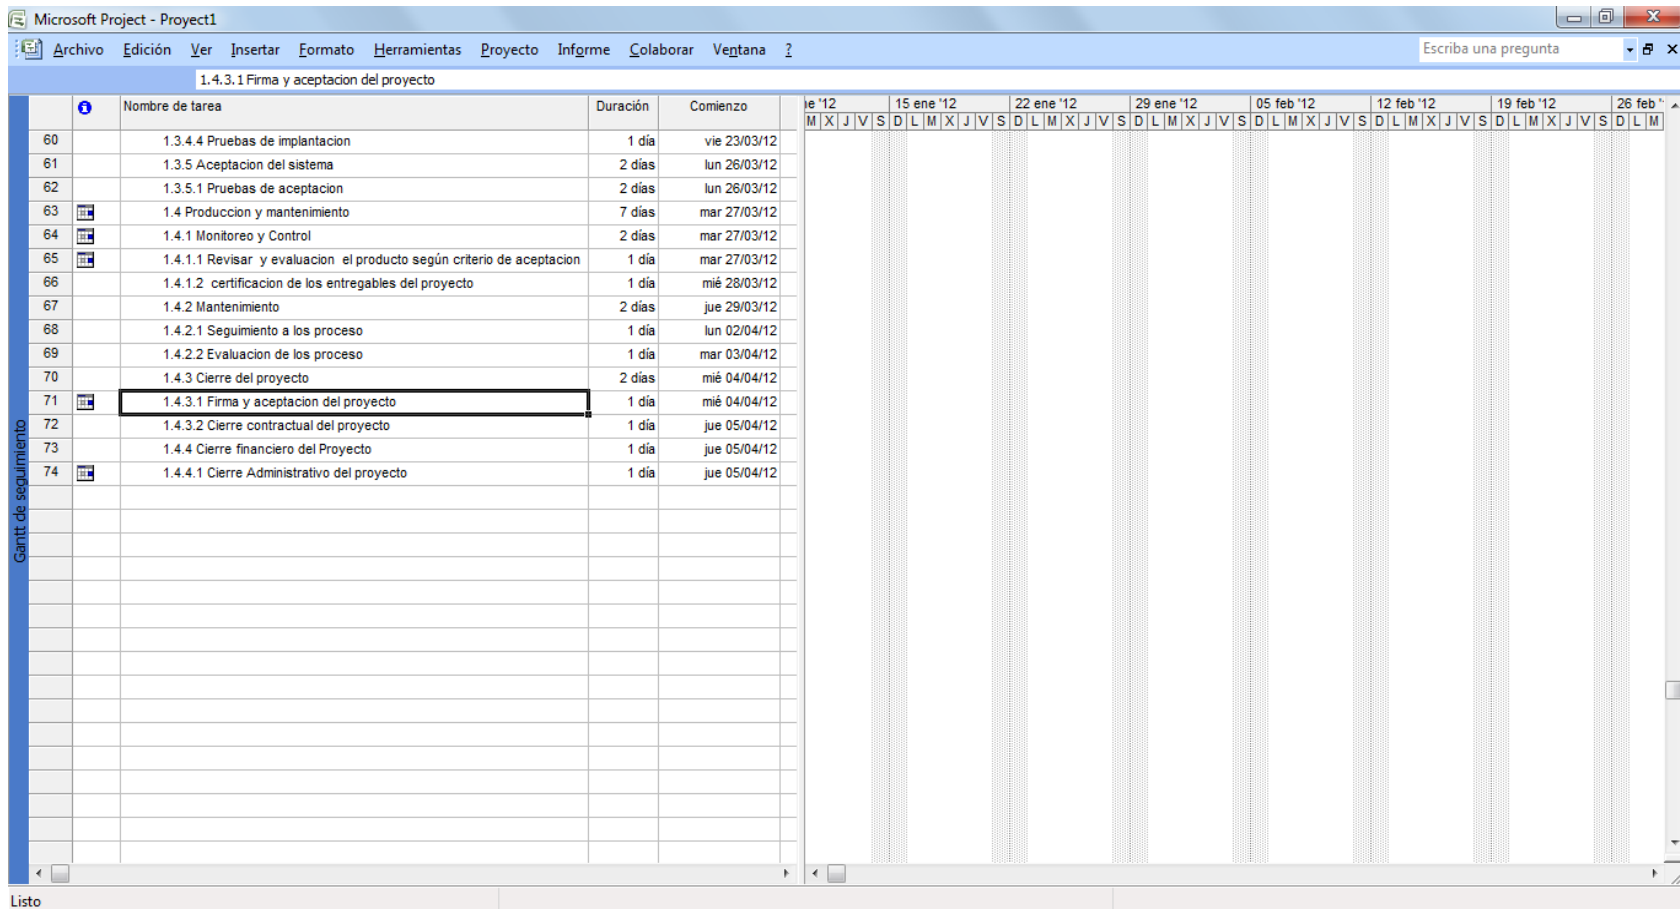 Microsoft Project - Proyect1
Archivo Edición Ver Insertar Formato Herramientas Proyecto Informe Colaborar Ventana ? Escriba una pregunta
1.4.3.1 Firma y aceptacion del proyecto
Nombre de tarea Duración Comienzo
ie '12 15 ene '12 22 ene '12 29 ene '12 05 feb '12 12 feb '12 19 feb '12 26 feb '
M X J V S D L M X J V S D L M X J V S D L M X J V S D L M X J V S D L M X J V S D L M X J V S D L M
60 1.3.4.4 Pruebas de implantacion 1 día vie 23/03/12
61 1.3.5 Aceptacion del sistema 2 días lun 26/03/12
62 1.3.5.1 Pruebas de aceptacion 2 días lun 26/03/12
63 1.4 Produccion y mantenimiento 7 días mar 27/03/12
64 1.4.1 Monitoreo y Control 2 días mar 27/03/12
65 1.4.1.1 Revisar y evaluacion el producto según criterio de aceptacion 1 día mar 27/03/12
66 1.4.1.2 certificacion de los entregables del proyecto 1 día mié 28/03/12
67 1.4.2 Mantenimiento 2 días jue 29/03/12
68 1.4.2.1 Seguimiento a los proceso 1 día lun 02/04/12
69 1.4.2.2 Evaluacion de los proceso 1 día mar 03/04/12
70 1.4.3 Cierre del proyecto 2 días mié 04/04/12
71 1.4.3.1 Firma y aceptacion del proyecto 1 día mié 04/04/12
72 1.4.3.2 Cierre contractual del proyecto 1 día jue 05/04/12
73 1.4.4 Cierre financiero del Proyecto 1 día jue 05/04/12
74 1.4.4.1 Cierre Administrativo del proyecto 1 día jue 05/04/12
Gantt de seguimiento
Listo